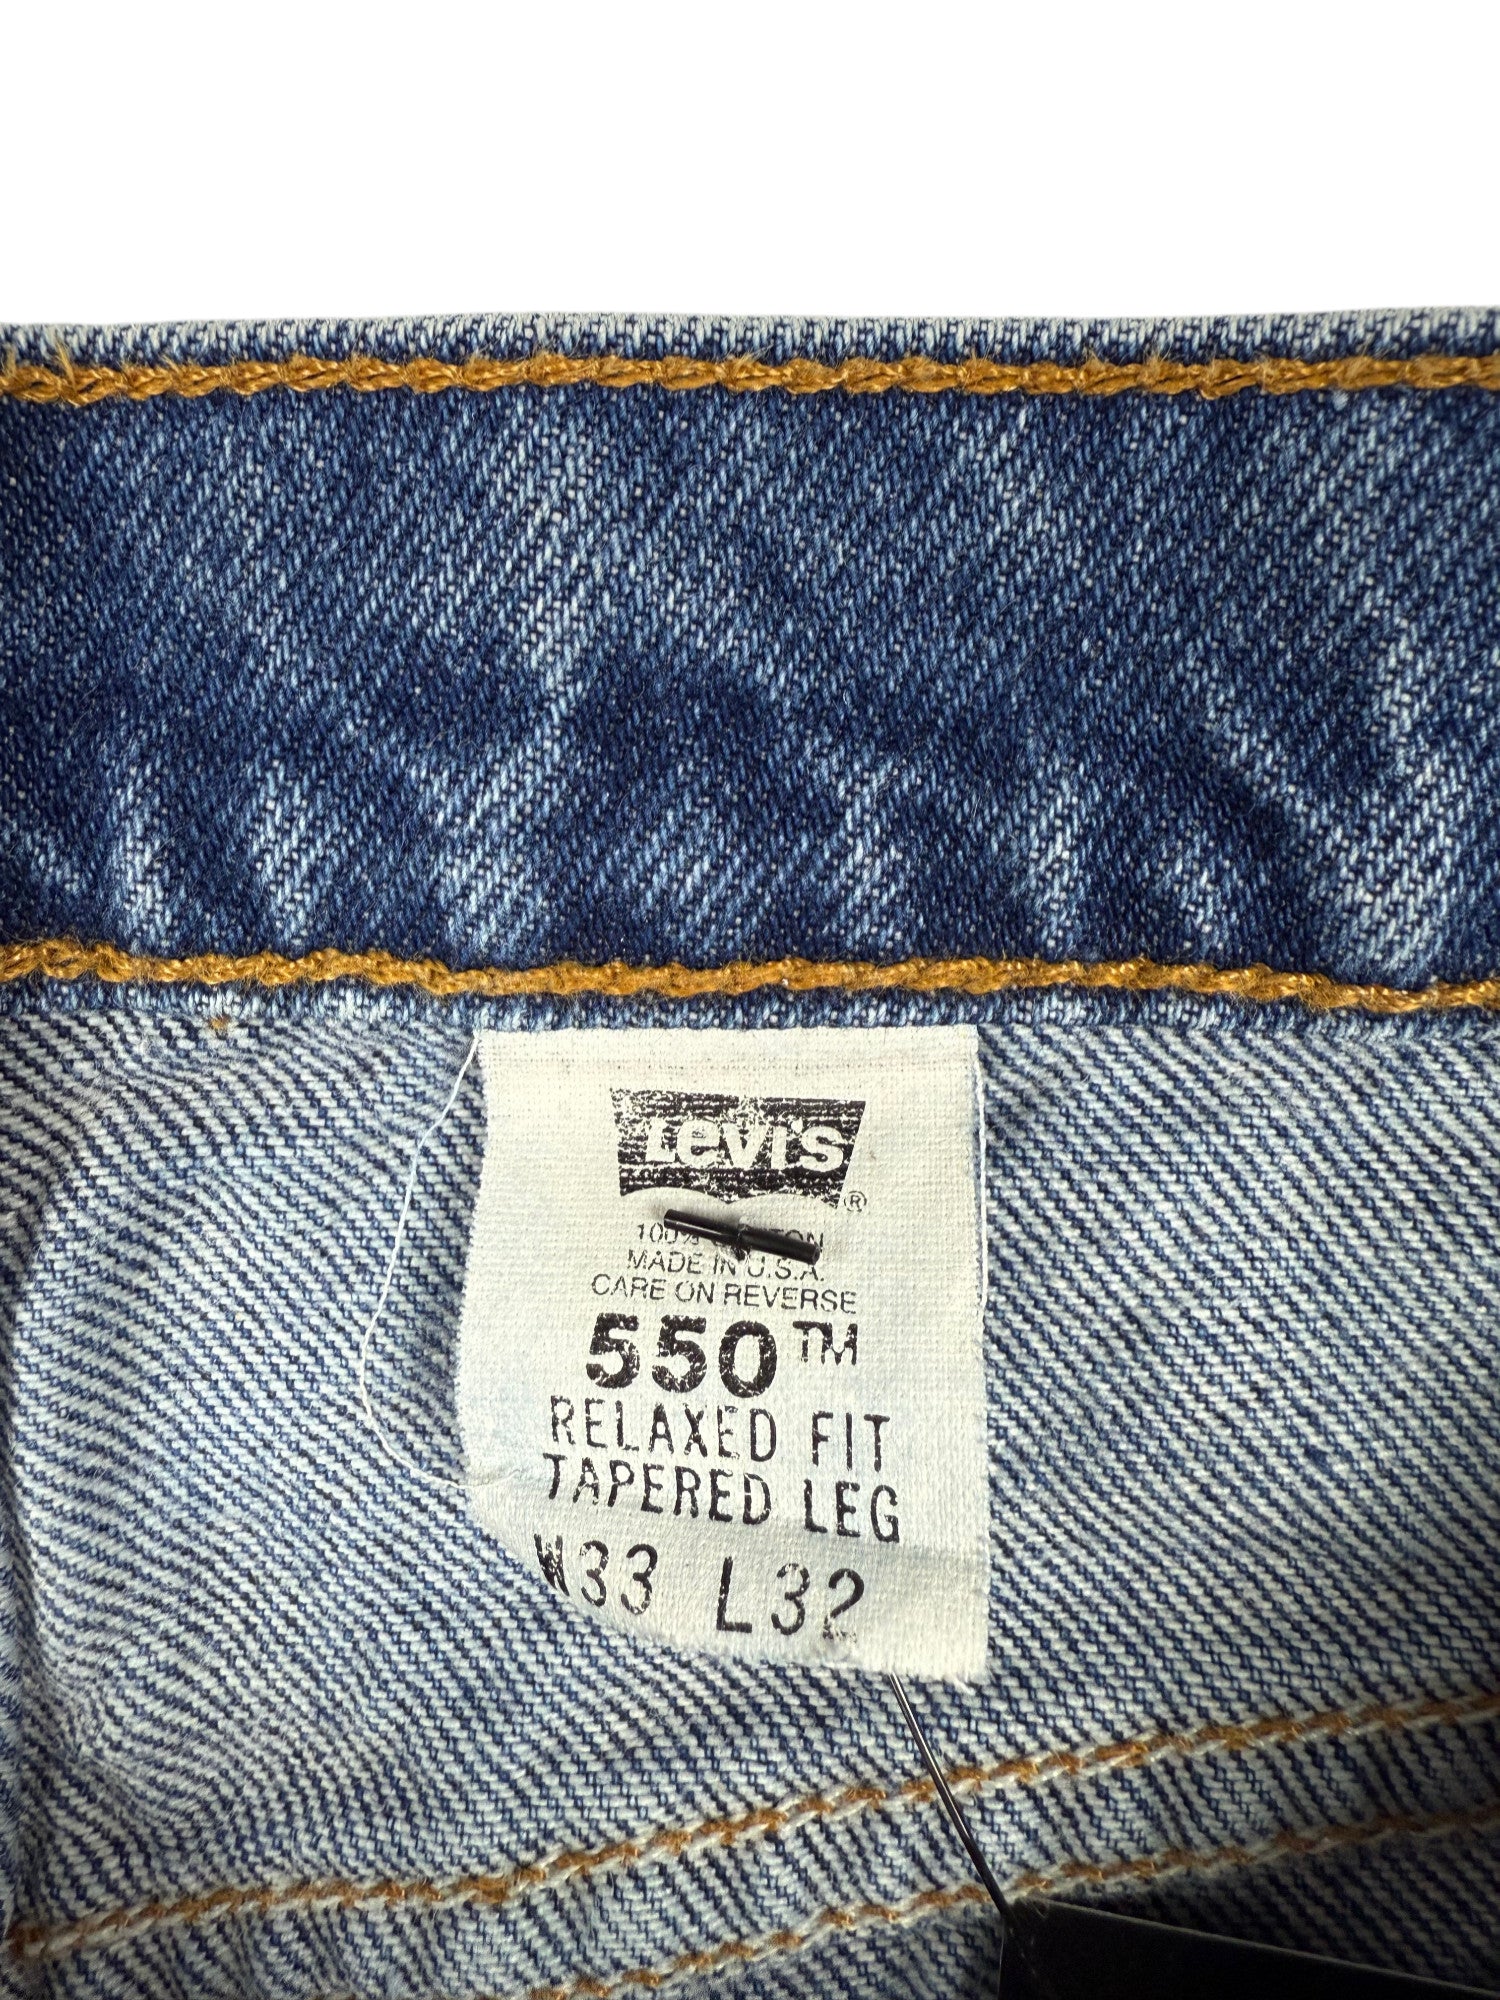 Levi's ®
100% COTTON
MADE IN U.S.A.
CARE ON REVERSE
550™
RELAXED FIT
TAPERED LEG
W33 L32